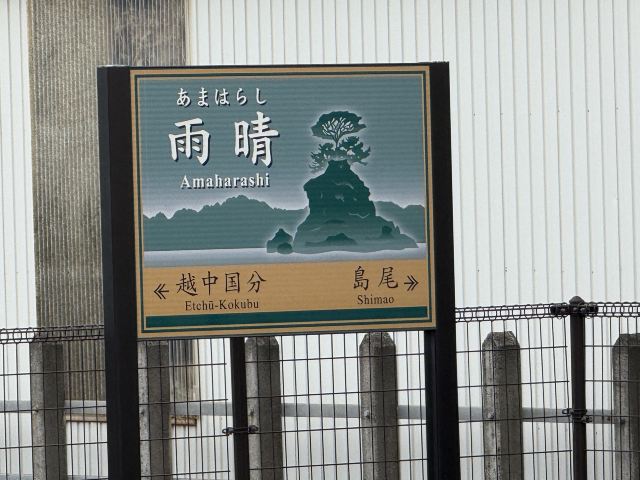 あまはらし
雨晴
Amaharashi
越中国分
Etchū-Kokubu
島尾
Shimao